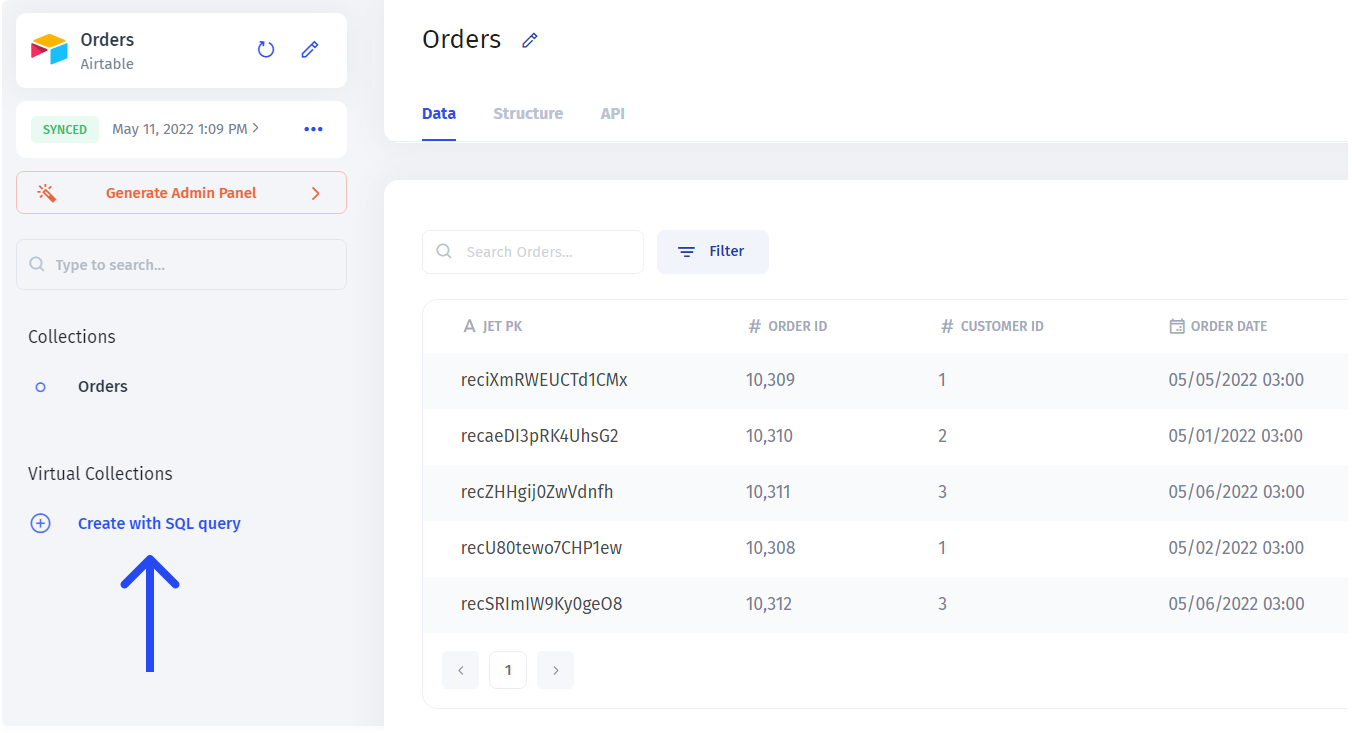 Orders
Airtable
SYNCED May 11, 2022 1:09 PM
Generate Admin Panel
Type to search...
Collections
Orders
Virtual Collections
Create with SQL query
Orders
Data Structure API
Search Orders... Filter
JET PK ORDER ID CUSTOMER ID ORDER DATE
reciXmRWEUCTd1CMx 10,309 1 05/05/2022 03:00
recaeDI3pRK4UhsG2 10,310 2 05/01/2022 03:00
recZHHgij0ZwVdnfh 10,311 3 05/06/2022 03:00
recU80tewo7CHP1ew 10,308 1 05/02/2022 03:00
recSRImIW9Ky0geO8 10,312 3 05/06/2022 03:00
1